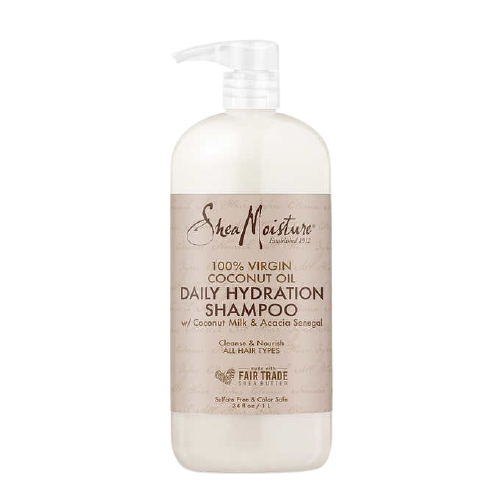 SheaMoisture®
Established 1912
100% VIRGIN
COCONUT OIL
DAILY HYDRATION
SHAMPOO
w/ Coconut Milk & Acacia Senegal
Cleanse & Nourish
ALL HAIR TYPES
made with
FAIR TRADE
SHEA BUTTER
Sulfate Free & Color Safe
34 fl oz / 1 L